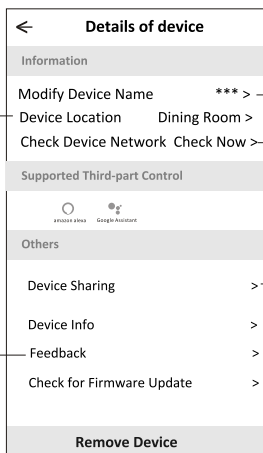 ← Details of device
Information
Modify Device Name *** >
Device Location Dining Room >
Check Device Network Check Now >
Supported Third-part Control
amazon alexa Google Assistant
Others
Device Sharing >
Device Info >
Feedback >
Check for Firmware Update >
Remove Device